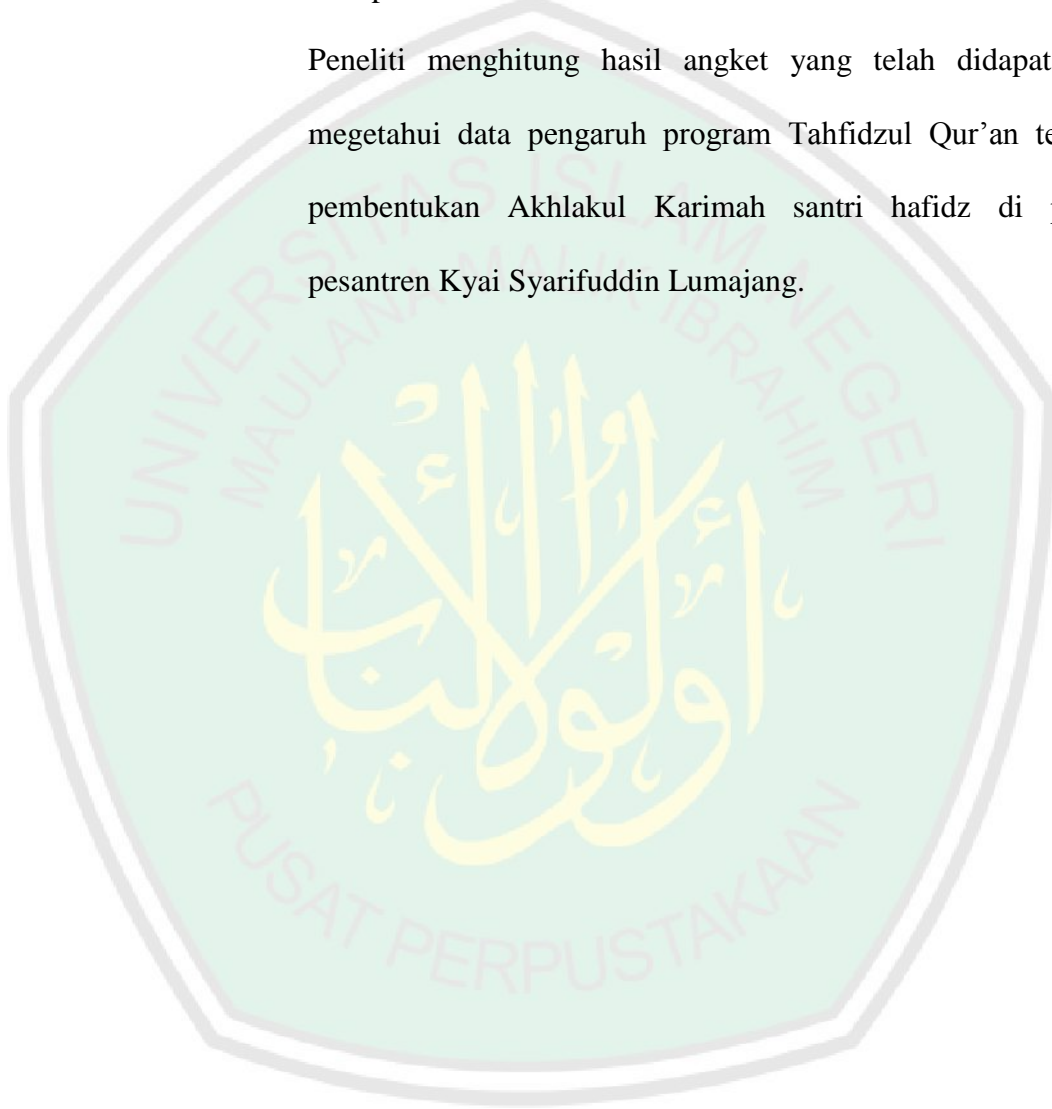 Peneliti menghitung hasil angket yang telah didapat
megetahui data pengaruh program Tahfidzul Qur'an te
pembentukan Akhlakul Karimah santri hafidz di
pesantren Kyai Syarifuddin Lumajang.
UNIVERSITAS ISLAM NEGERI
MAULANA MALIK IBRAHIM
أولوا الألباب
PUSAT PERPUSTAKAAN